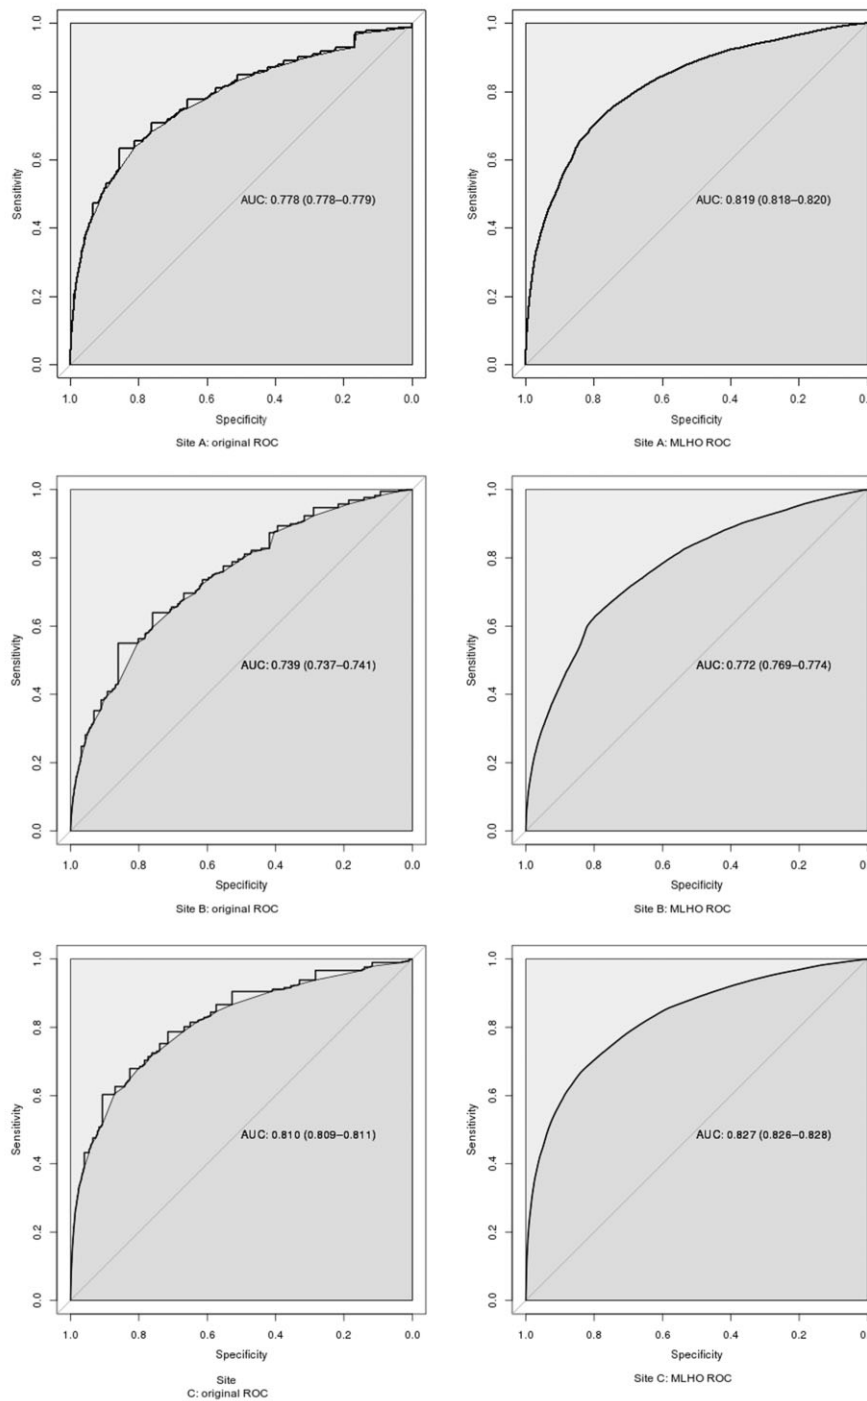 1.0
0.8
0.6
0.4
0.2
0.0
Sensitivity
AUC: 0.778 (0.778–0.779)
1.0 0.8 0.6 0.4 0.2 0.0
Specificity
Site A: original ROC
1.0
0.8
0.6
0.4
0.2
0.0
Sensitivity
AUC: 0.819 (0.818–0.820)
1.0 0.8 0.6 0.4 0.2
Specificity
Site A: MLHO ROC
1.0
0.8
0.6
0.4
0.2
0.0
Sensitivity
AUC: 0.739 (0.737–0.741)
1.0 0.8 0.6 0.4 0.2 0.0
Specificity
Site B: original ROC
1.0
0.8
0.6
0.4
0.2
0.0
Sensitivity
AUC: 0.772 (0.769–0.774)
1.0 0.8 0.6 0.4 0.2
Specificity
Site B: MLHO ROC
1.0
0.8
0.6
0.4
0.2
0.0
Sensitivity
AUC: 0.810 (0.809–0.811)
1.0 0.8 0.6 0.4 0.2 0.0
Specificity
Site
C: original ROC
1.0
0.8
0.6
0.4
0.2
0.0
Sensitivity
AUC: 0.827 (0.826–0.828)
1.0 0.8 0.6 0.4 0.2
Specificity
Site C: MLHO ROC